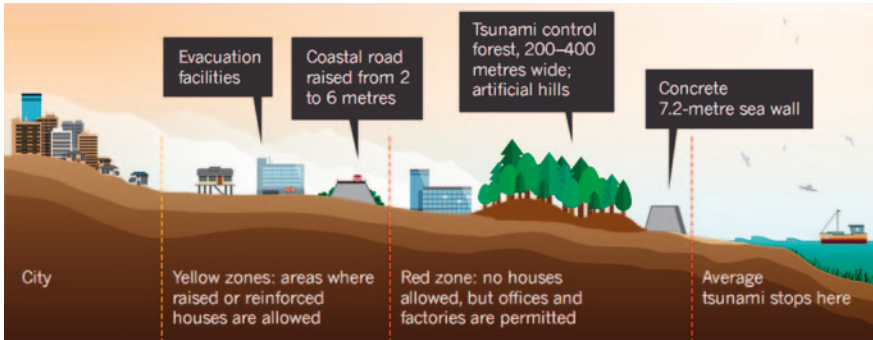 Evacuation
facilities
Coastal road
raised from 2
to 6 metres
Tsunami control
forest, 200–400
metres wide;
artificial hills
Concrete
7.2-metre sea wall
City
Yellow zones: areas where
raised or reinforced
houses are allowed
Red zone: no houses
allowed, but offices and
factories are permitted
Average
tsunami stops here